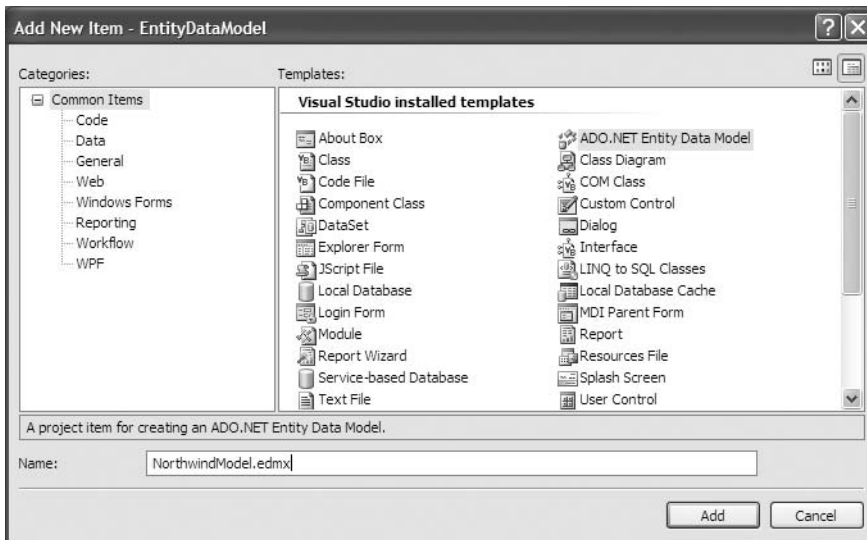 Add New Item - EntityDataModel
Categories:
Templates:
Common Items
Code
Data
General
Web
Windows Forms
Reporting
Workflow
WPF
Visual Studio installed templates
About Box
ADO.NET Entity Data Model
Class
Class Diagram
Code File
COM Class
Component Class
Custom Control
DataSet
Dialog
Explorer Form
Interface
JScript File
LINQ to SQL Classes
Local Database
Local Database Cache
Login Form
MDI Parent Form
Module
Report
Report Wizard
Resources File
Service-based Database
Splash Screen
Text File
User Control
A project item for creating an ADO.NET Entity Data Model.
Name:
NorthwindModel.edmx
Add
Cancel